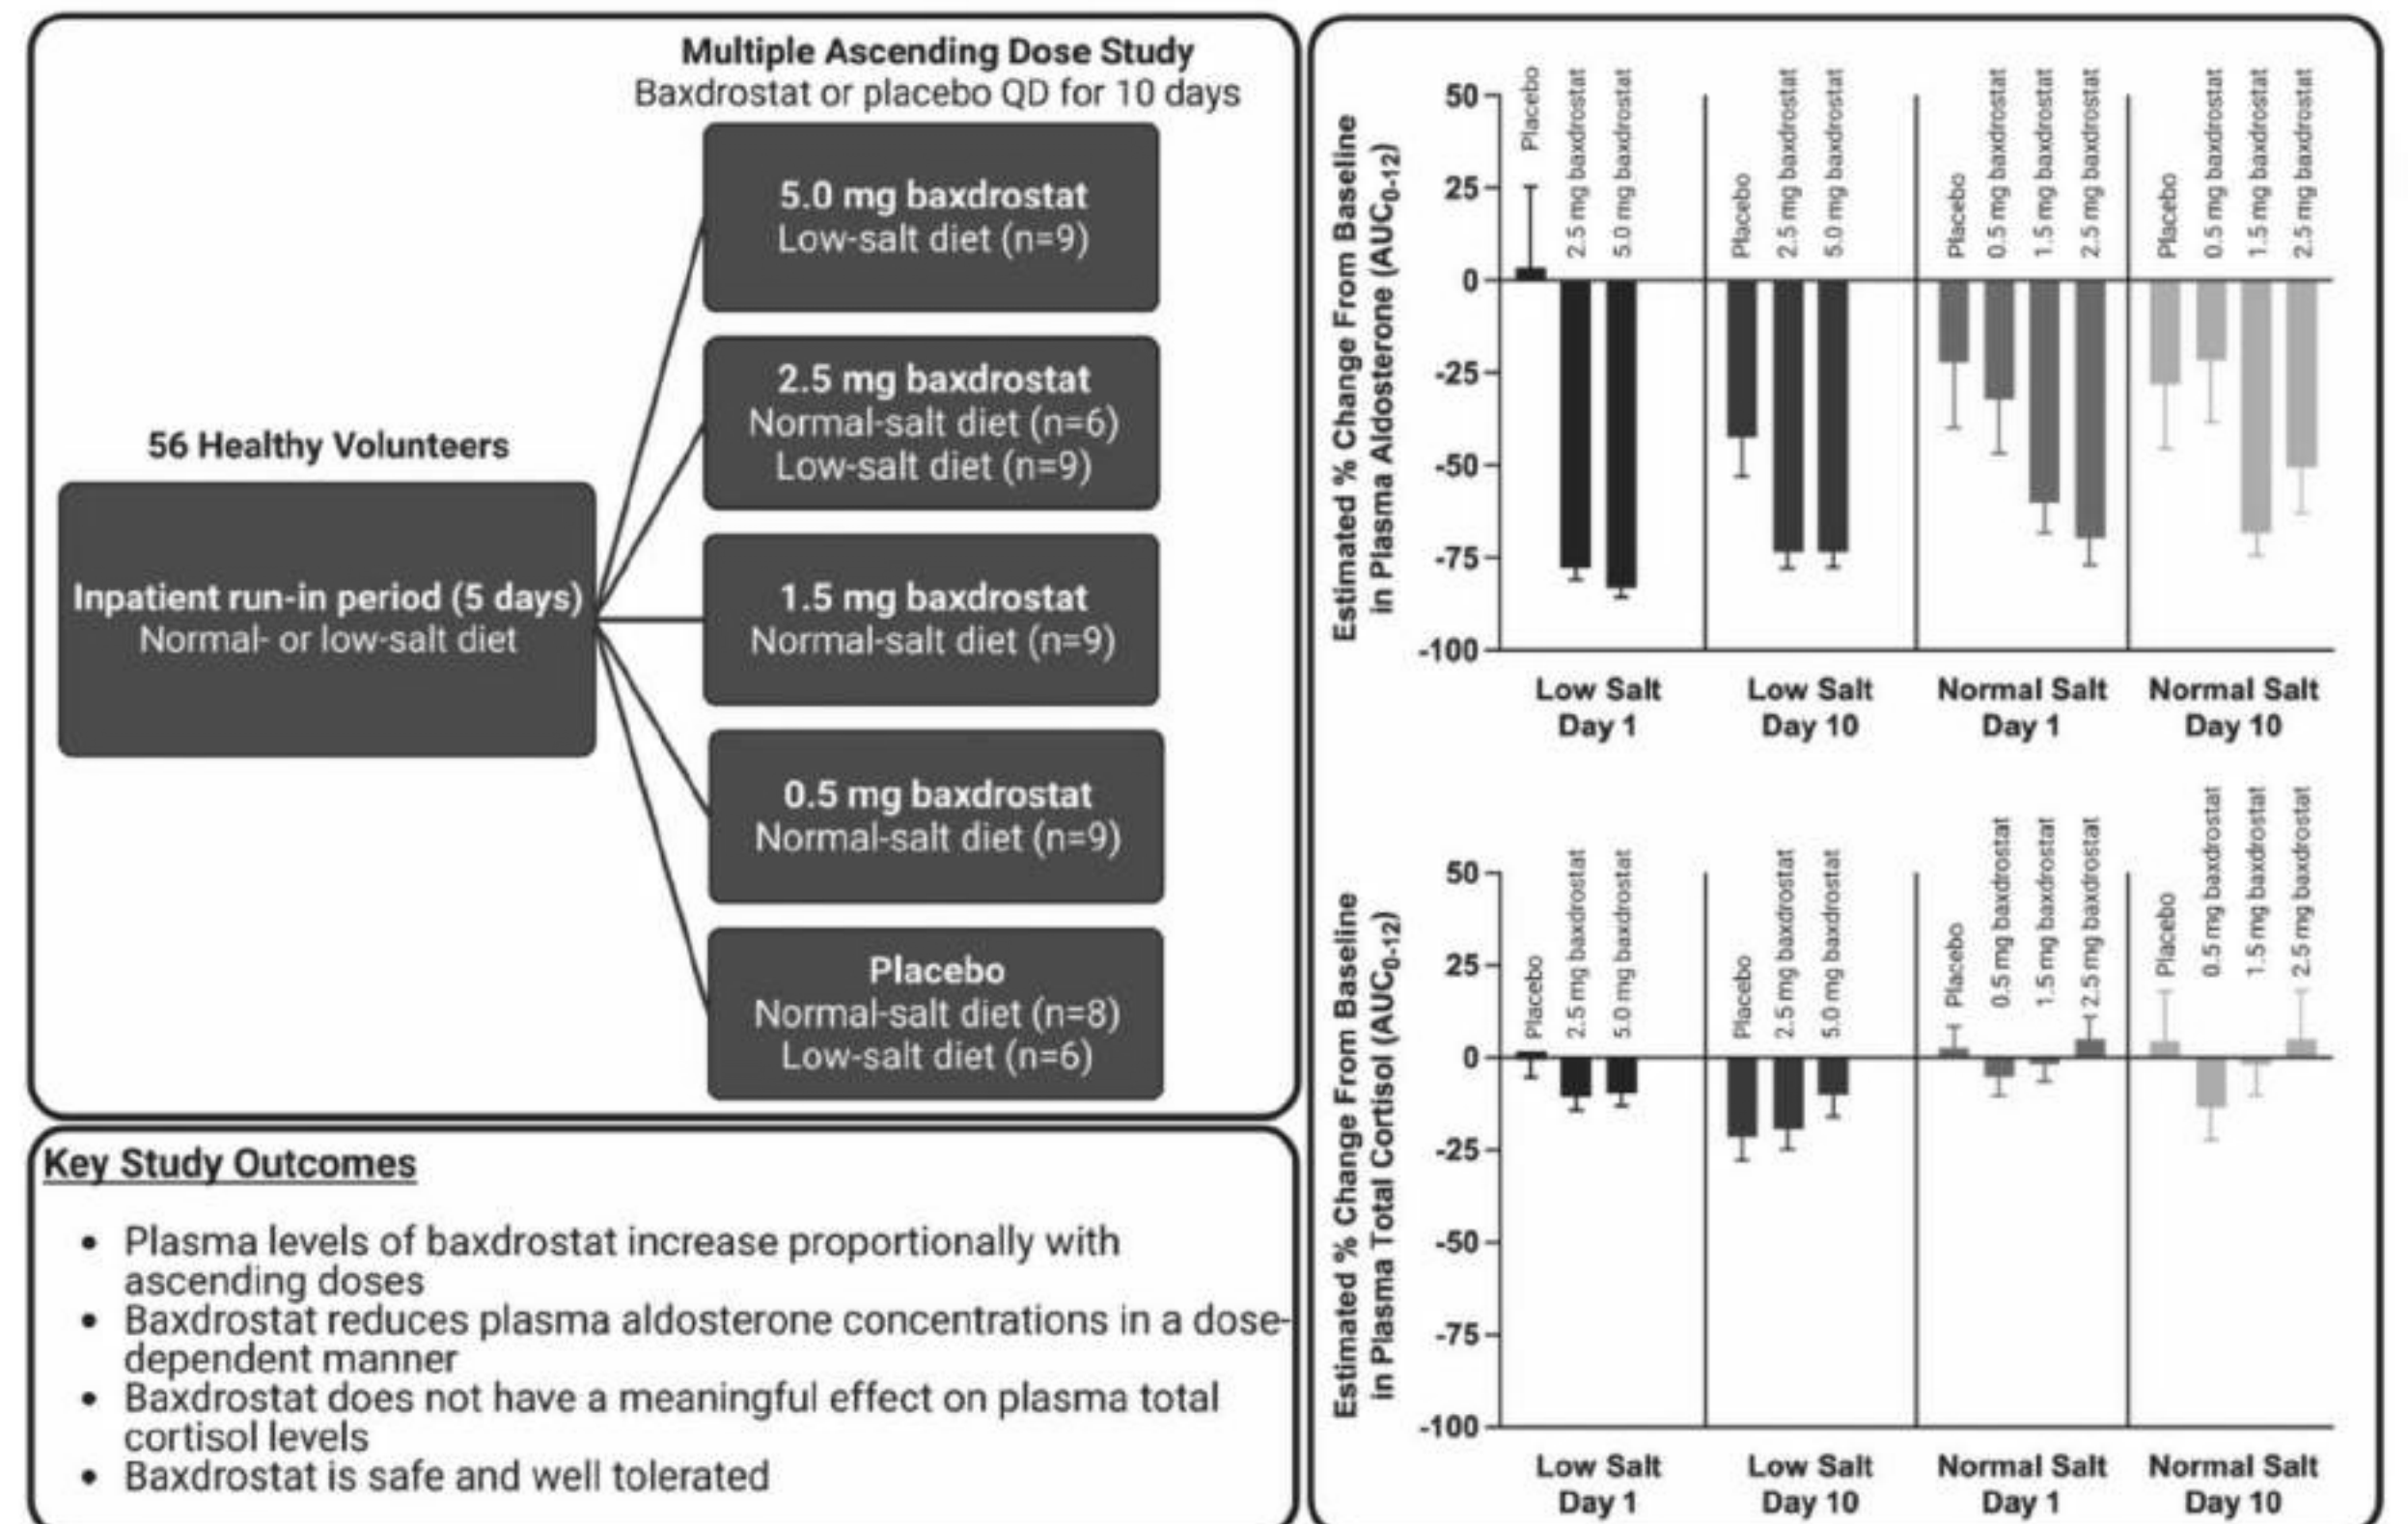 Multiple Ascending Dose Study
Baxdrostat or placebo QD for 10 days
56 Healthy Volunteers
Inpatient run-in period (5 days)
Normal- or low-salt diet
5.0 mg baxdrostat
Low-salt diet (n=9)
2.5 mg baxdrostat
Normal-salt diet (n=6)
Low-salt diet (n=9)
1.5 mg baxdrostat
Normal-salt diet (n=9)
0.5 mg baxdrostat
Normal-salt diet (n=9)
Placebo
Normal-salt diet (n=8)
Low-salt diet (n=6)
Key Study Outcomes
• Plasma levels of baxdrostat increase proportionally with
ascending doses
• Baxdrostat reduces plasma aldosterone concentrations in a dose-
dependent manner
• Baxdrostat does not have a meaningful effect on plasma total
cortisol levels
• Baxdrostat is safe and well tolerated
Estimated % Change From Baseline
in Plasma Aldosterone (AUC0-12)
50
25
0
-25
-50
-75
-100
Placebo
2.5 mg baxdrostat
5.0 mg baxdrostat
Placebo
2.5 mg baxdrostat
5.0 mg baxdrostat
Placebo
0.5 mg baxdrostat
1.5 mg baxdrostat
2.5 mg baxdrostat
Placebo
0.5 mg baxdrostat
1.5 mg baxdrostat
2.5 mg baxdrostat
Low Salt
Day 1
Low Salt
Day 10
Normal Salt
Day 1
Normal Salt
Day 10
Estimated % Change From Baseline
in Plasma Total Cortisol (AUC0-12)
50
25
0
-25
-50
-75
-100
Placebo
2.5 mg baxdrostat
5.0 mg baxdrostat
Placebo
2.5 mg baxdrostat
5.0 mg baxdrostat
Placebo
0.5 mg baxdrostat
1.5 mg baxdrostat
2.5 mg baxdrostat
Placebo
0.5 mg baxdrostat
1.5 mg baxdrostat
2.5 mg baxdrostat
Low Salt
Day 1
Low Salt
Day 10
Normal Salt
Day 1
Normal Salt
Day 10